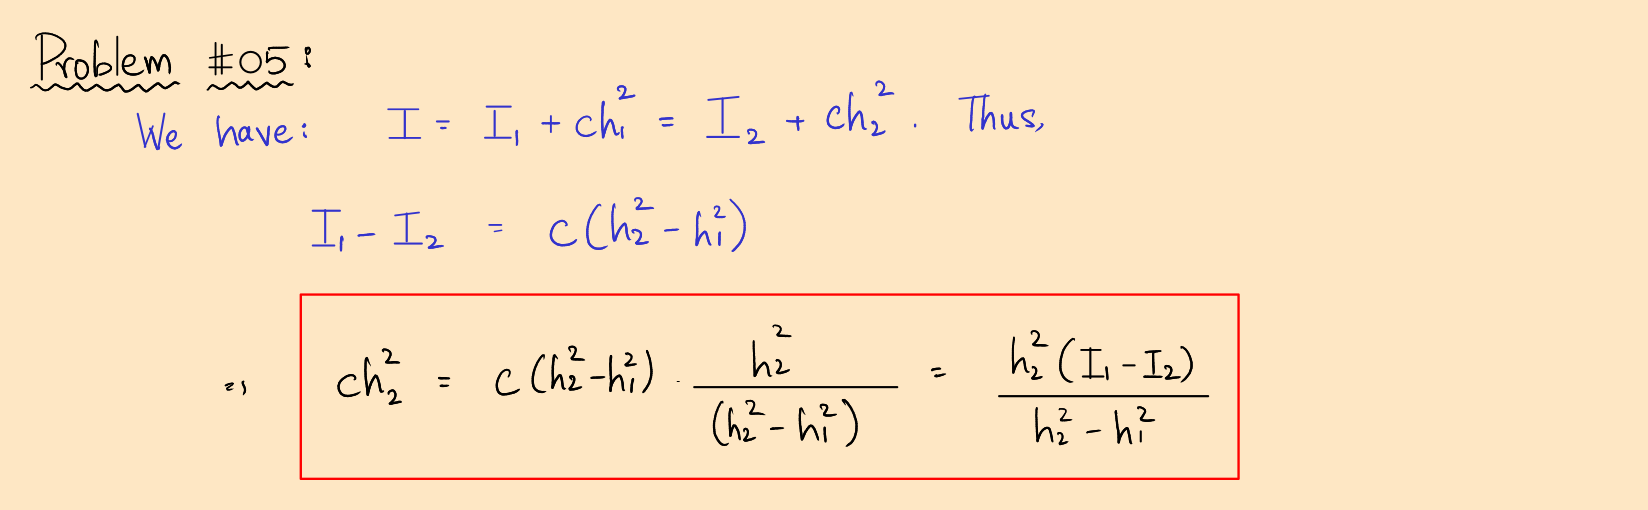 Problem #05:
We have: I = I₁ + ch₁² = I₂ + ch₂². Thus,
I₁ - I₂ = c(h₂² - h₁²)
=> ch₂² = c(h₂² - h₁²) · h₂² / (h₂² - h₁²) = h₂²(I₁ - I₂) / h₂² - h₁²